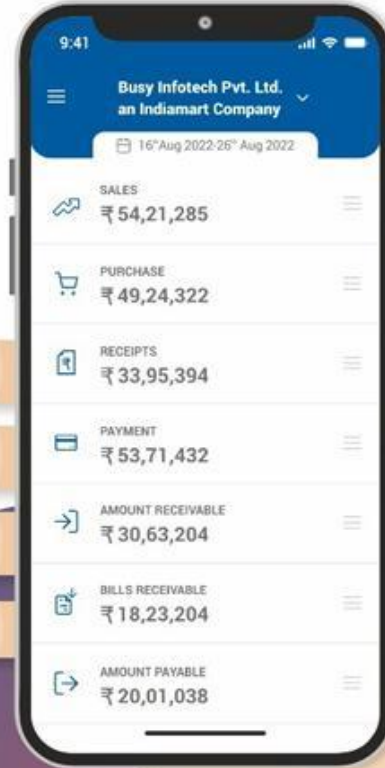 9:41
Busy Infotech Pvt. Ltd.
an Indiamart Company
16"Aug 2022-26" Aug 2022
SALES
₹ 54,21,285
PURCHASE
₹ 49,24,322
RECEIPTS
₹ 33,95,394
PAYMENT
₹ 53,71,432
AMOUNT RECEIVABLE
₹ 30,63,204
BILLS RECEIVABLE
₹ 18,23,204
AMOUNT PAYABLE
₹ 20,01,038